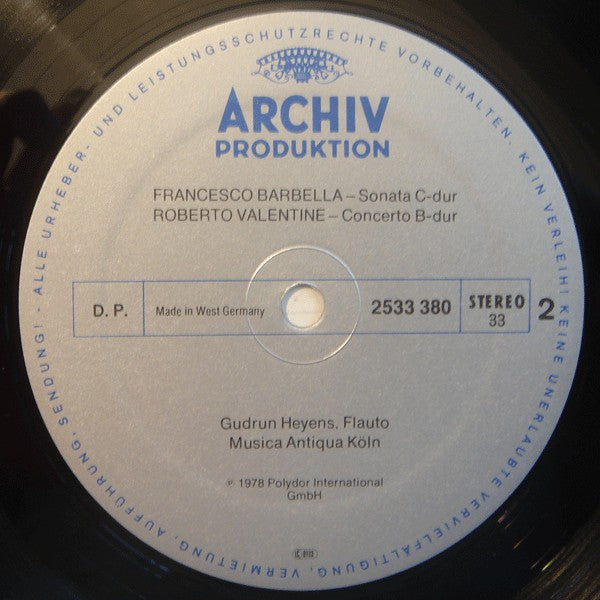 ALLE URHEBER- UND LEISTUNGSSCHUTZRECHTE VORBEHALTEN. KEIN VERLEIH! KEINE UNERLAUBTE VERVIELFÄLTIGUNG, VERMIETUNG, AUFFÜHRUNG, SENDUNG! ·
ARCHIV
PRODUKTION
FRANCESCO BARBELLA – Sonata C-dur
ROBERTO VALENTINE – Concerto B-dur
D. P.
Made in West Germany
2533 380
STEREO
33
2
Gudrun Heyens, Flauto
Musica Antiqua Köln
℗ 1978 Polydor International
GmbH